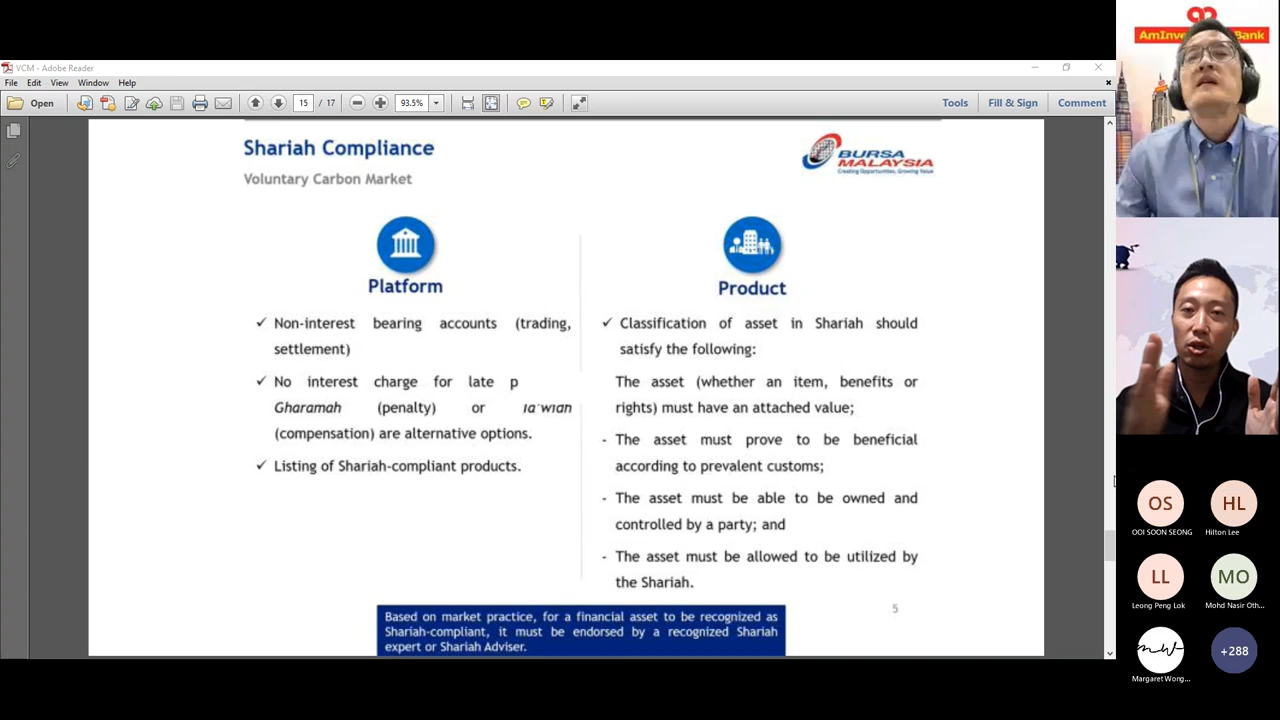 VCM - Adobe Reader
File Edit View Window Help
Open 15 / 17 93.5% Tools Fill & Sign Comment
Shariah Compliance
Voluntary Carbon Market
BURSA
MALAYSIA
Creating Opportunities, Growing Value
Platform
✓ Non-interest bearing accounts (trading,
settlement)
✓ No interest charge for late p
Gharamah (penalty) or Ta'widh
(compensation) are alternative options.
✓ Listing of Shariah-compliant products.
Product
✓ Classification of asset in Shariah should
satisfy the following:
The asset (whether an item, benefits or
rights) must have an attached value;
- The asset must prove to be beneficial
according to prevalent customs;
- The asset must be able to be owned and
controlled by a party; and
- The asset must be allowed to be utilized by
the Shariah.
5
Based on market practice, for a financial asset to be recognized as
Shariah-compliant, it must be endorsed by a recognized Shariah
expert or Shariah Adviser.
OS
OOI SOON SEONG
HL
Hilton Lee
LL
Leong Peng Lok
MO
Mohd Nasir Oth...
Margaret Wong...
+288